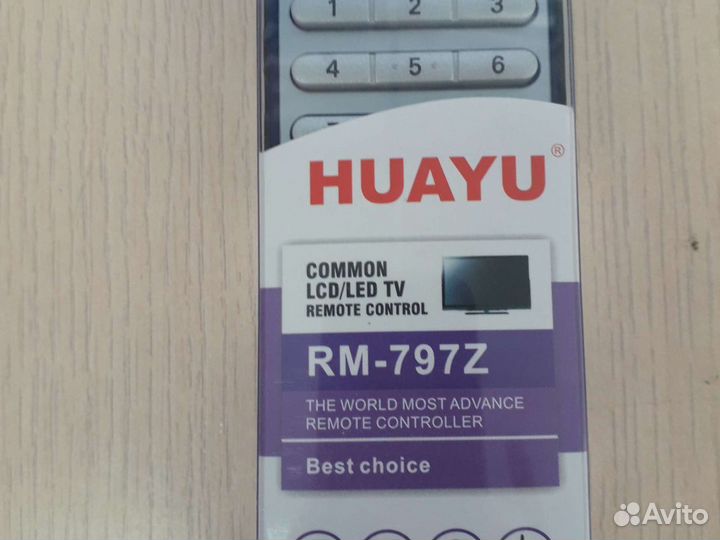 1 2 3
4 5 6
HUAYU®
COMMON
LCD/LED TV
REMOTE CONTROL
RM-797Z
THE WORLD MOST ADVANCE
REMOTE CONTROLLER
Best choice
Avito